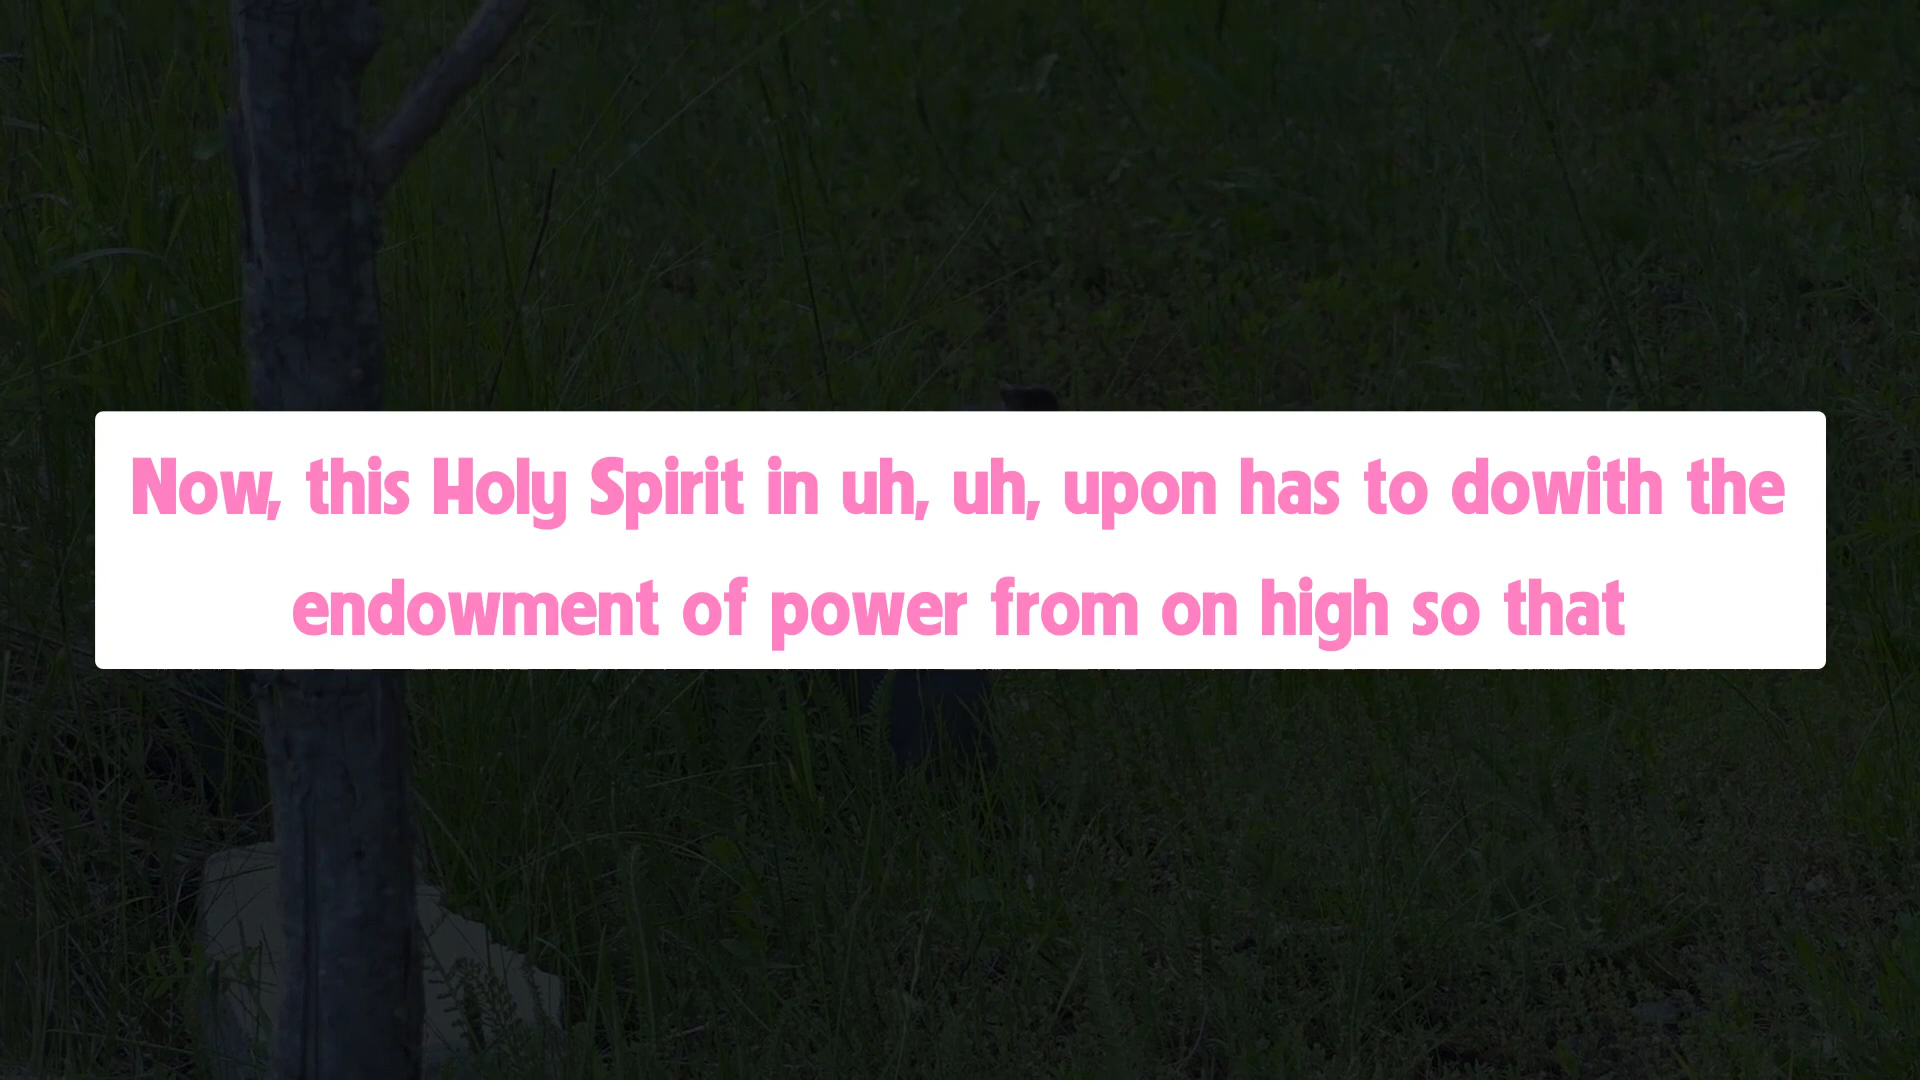 Now, this Holy Spirit in uh, uh, upon has to dowith the
endowment of power from on high so that